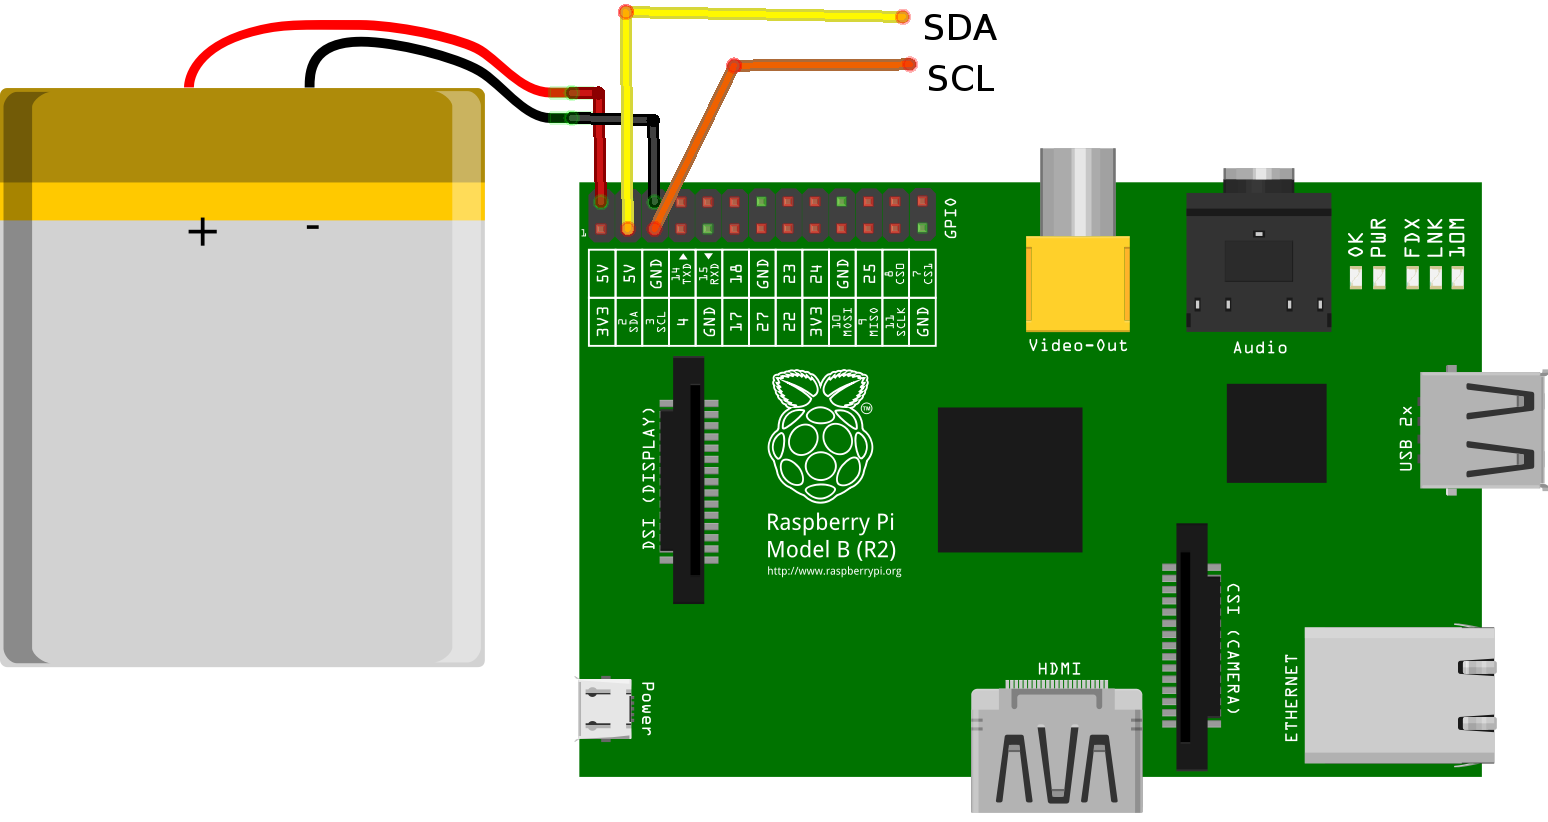 SDA
SCL
+ -
1
GPIO
5V 5V GND 14 TXD 15 RXD 18 GND 23 24 GND 25 8 CS0 7 CS1
3V3 2 SDA 3 SCL 4 GND 17 27 22 3V3 10 MOSI 9 MISO 11 SCLK GND
OK PWR FDX LNK 10M
Video-Out
Audio
DSI (DISPLAY)
TM
Raspberry Pi
Model B (R2)
http://www.raspberrypi.org
USB 2x
CSI (CAMERA)
HDMI
Power
ETHERNET